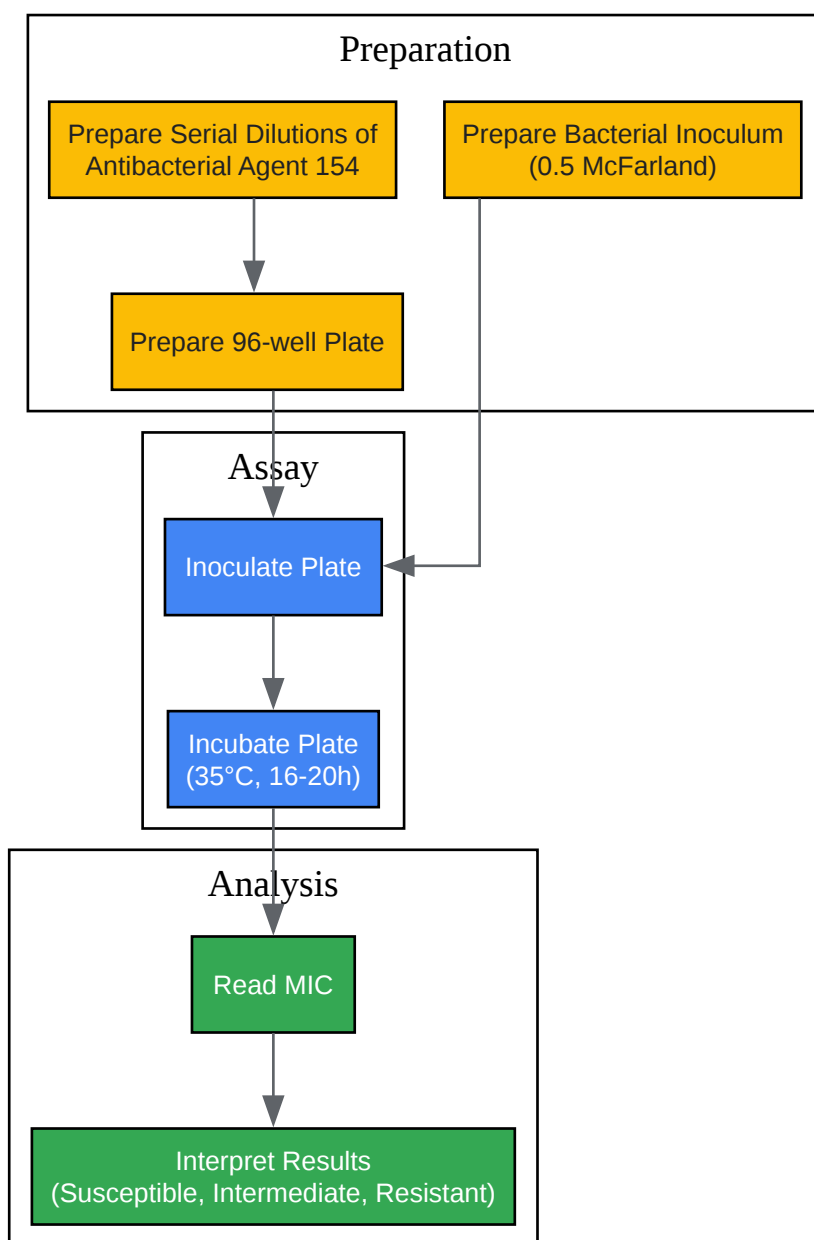 Preparation
Prepare Serial Dilutions of
Antibacterial Agent 154
Prepare Bacterial Inoculum
(0.5 McFarland)
Prepare 96-well Plate
Assay
Inoculate Plate
Incubate Plate
(35°C, 16-20h)
Analysis
Read MIC
Interpret Results
(Susceptible, Intermediate, Resistant)